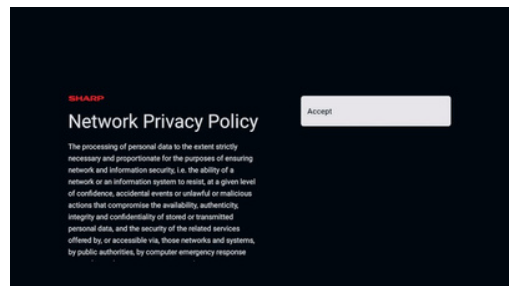 SHARP
Network Privacy Policy
The processing of personal data to the extent strictly
necessary and proportionate for the purposes of ensuring
network and information security, i.e. the ability of a
network or an information system to resist, at a given level
of confidence, accidental events or unlawful or malicious
actions that compromise the availability, authenticity,
integrity and confidentiality of stored or transmitted
personal data, and the security of the related services
offered by, or accessible via, those networks and systems,
by public authorities, by computer emergency response
Accept